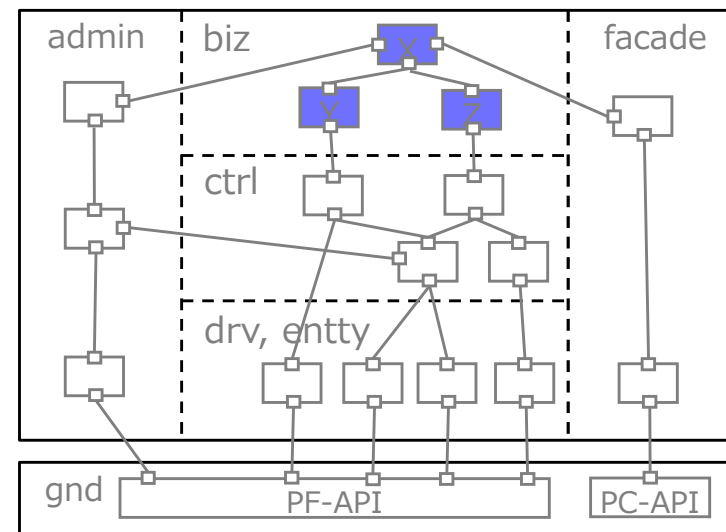 admin
biz
facade
X
Y
Z
ctrl
drv, entty
gnd
PF-API
PC-API